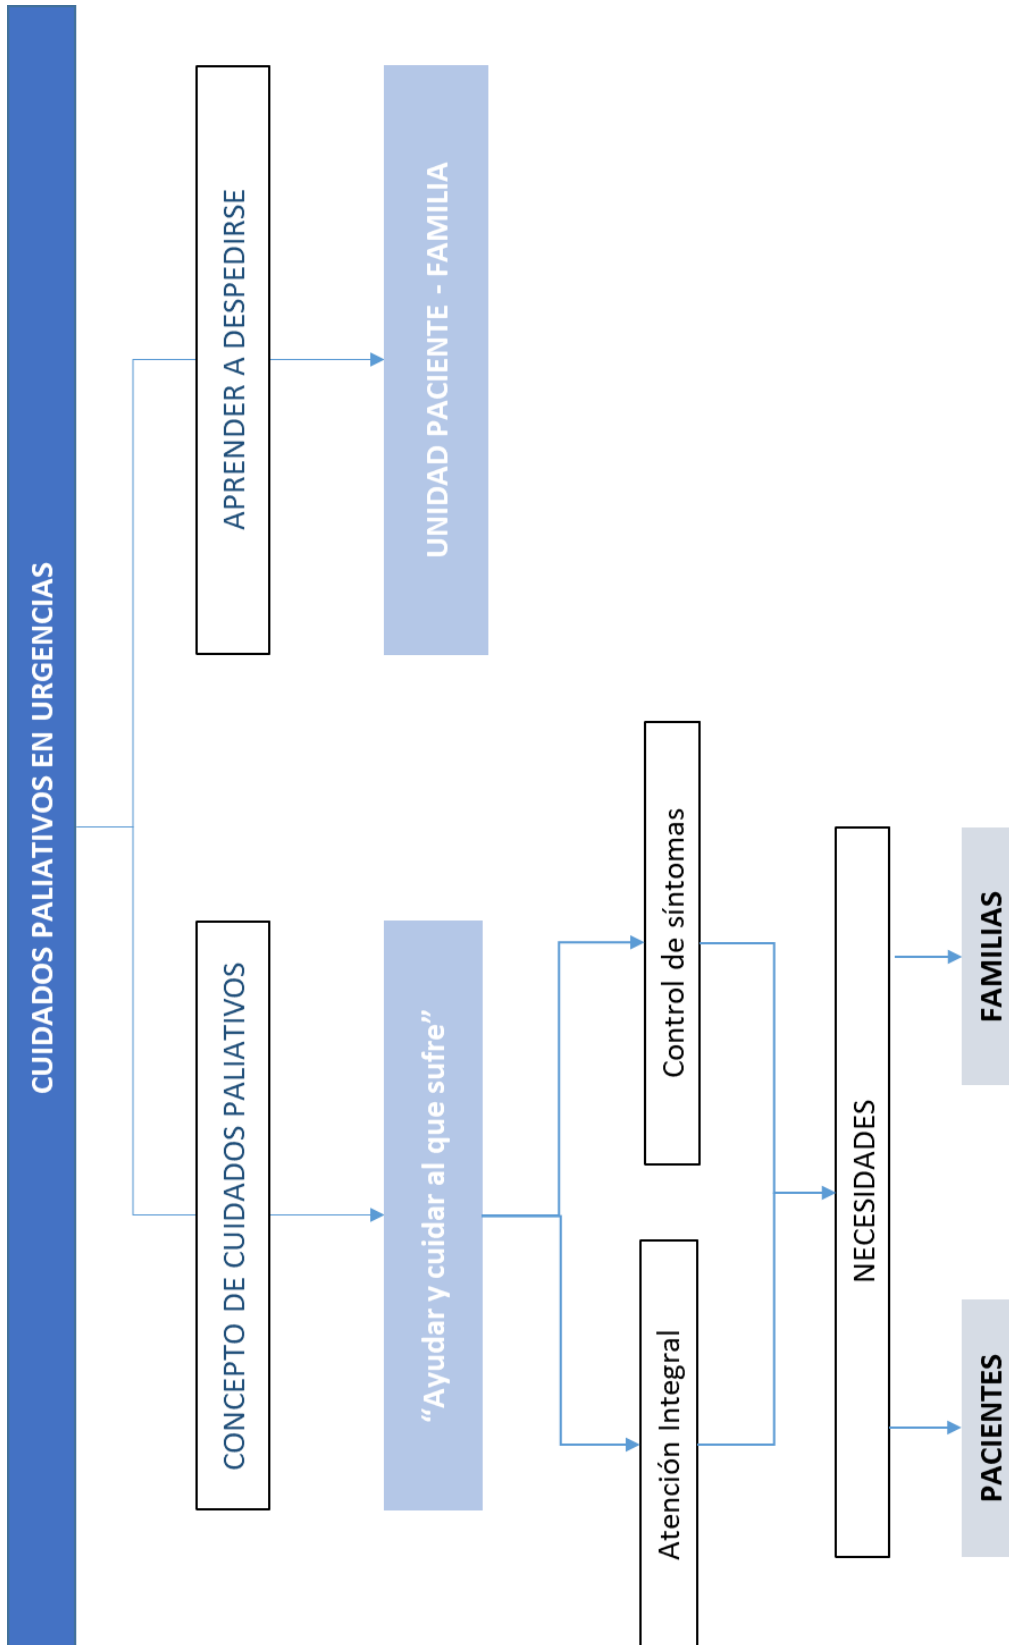 CUIDADOS PALIATIVOS EN URGENCIAS
CONCEPTO DE CUIDADOS PALIATIVOS
APRENDER A DESPEDIRSE
“Ayudar y cuidar al que sufre”
UNIDAD PACIENTE - FAMILIA
Atención Integral
Control de síntomas
NECESIDADES
PACIENTES
FAMILIAS